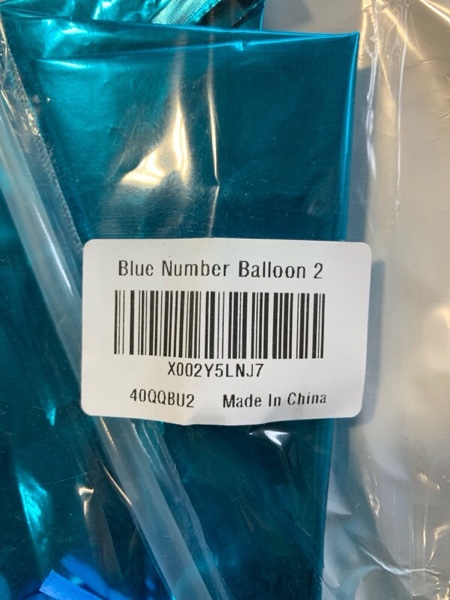 Blue Number Balloon 2
X002Y5LNJ7
40QQBU2 Made In China